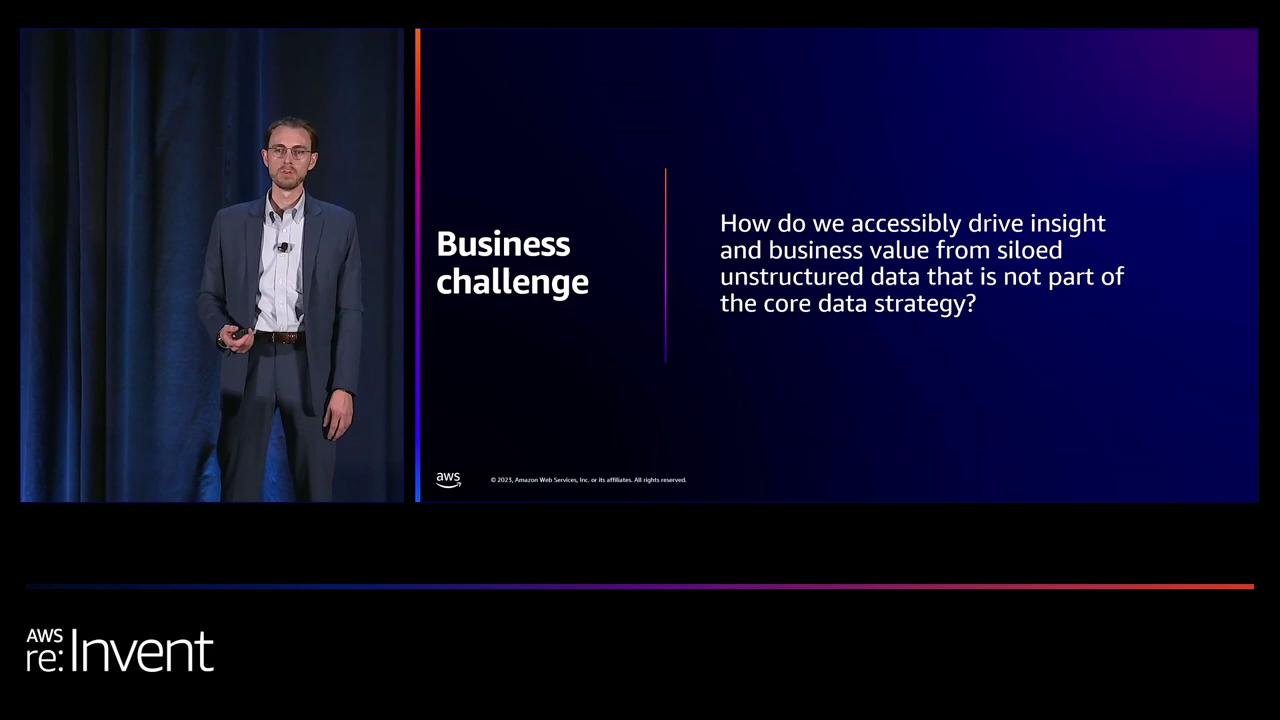 Business
challenge
How do we accessibly drive insight
and business value from siloed
unstructured data that is not part of
the core data strategy?
aws
© 2023, Amazon Web Services, Inc. or its affiliates. All rights reserved.
AWS
re:Invent